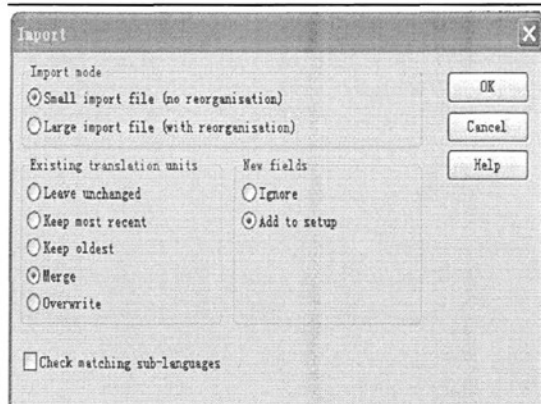 Import
Import mode
Small import file (no reorganisation)
Large import file (with reorganisation)
OK
Cancel
Help
Existing translation units
Leave unchanged
Keep most recent
Keep oldest
Merge
Overwrite
New fields
Ignore
Add to setup
Check matching sub-languages